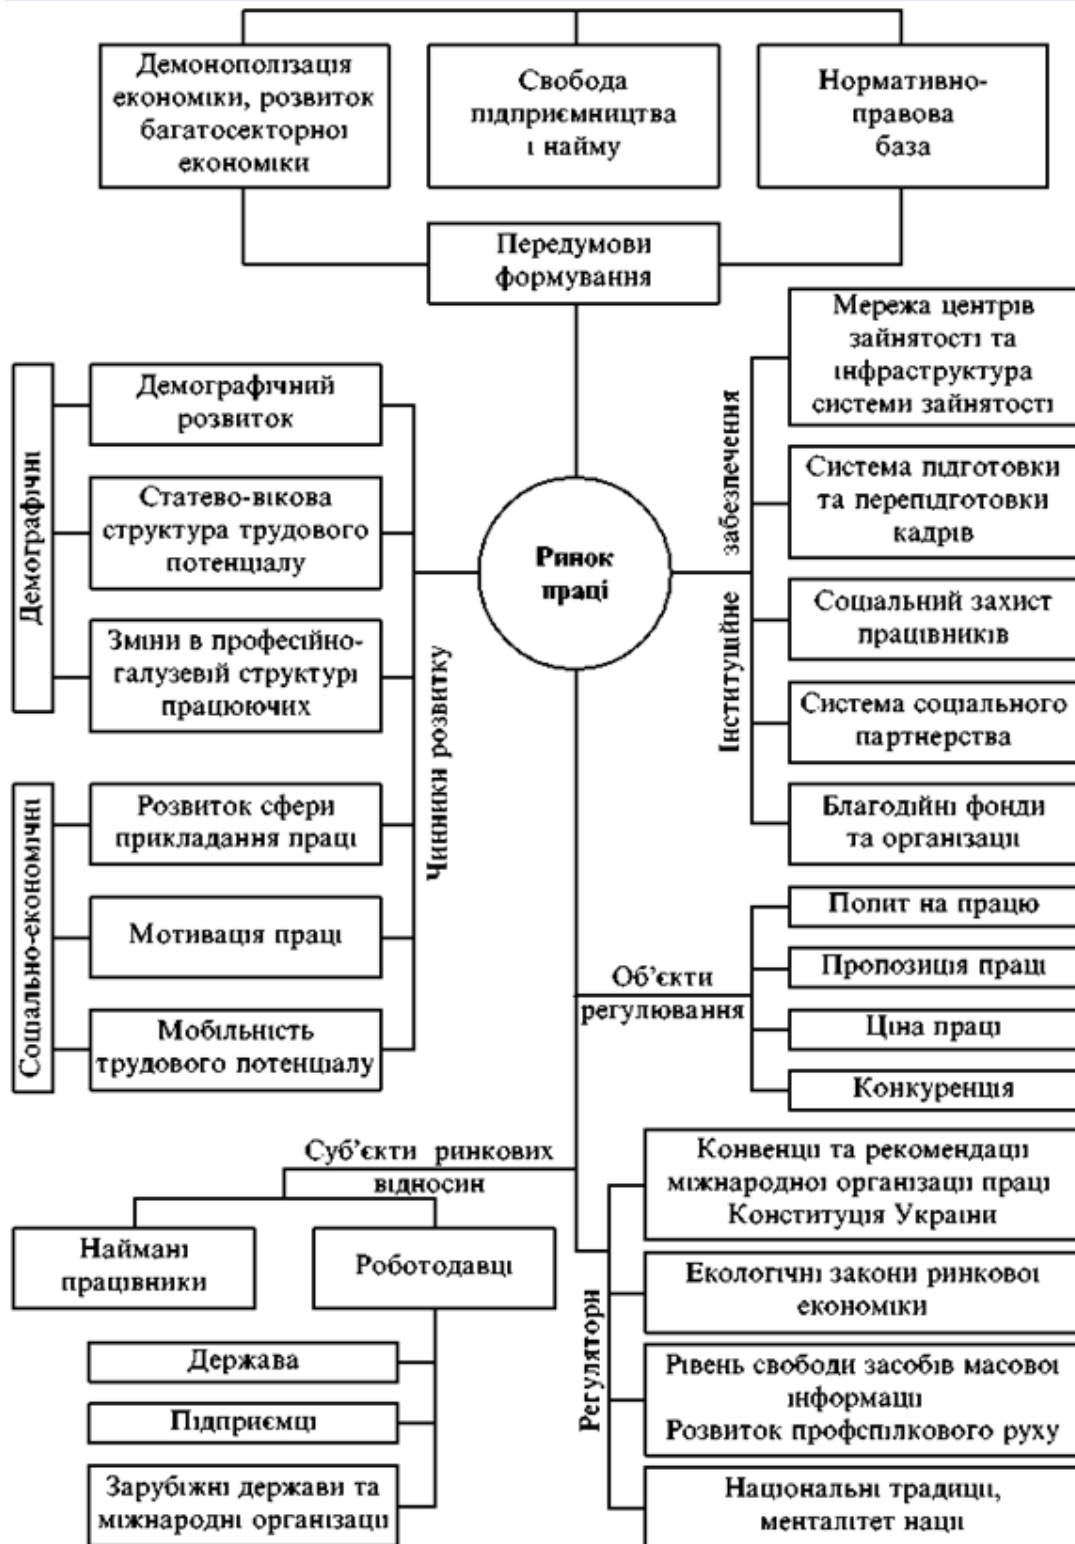 Демонополізація
економіки, розвиток
багатосекторної
економіки
Свобода
підприємництва
і найму
Нормативно-
правова
база
Передумови
формування
Демографічні
Демографічний
розвиток
Статево-вікова
структура трудового
потенціалу
Зміни в професійно-
галузевій структурі
працюючих
Соціально-економічні
Розвиток сфери
прикладання праці
Мотивація праці
Мобільність
трудового потенціалу
Чинники розвитку
Ринок
праці
Інституційне забезпечення
Мережа центрів
зайнятості та
інфраструктура
системи зайнятості
Система підготовки
та перепідготовки
кадрів
Соціальний захист
працівників
Система соціального
партнерства
Благодійні фонди
та організації
Об’єкти
регулювання
Попит на працю
Пропозиція праці
Ціна праці
Конкуренція
Суб’єкти ринкових
відносин
Наймані
працівники
Роботодавці
Держава
Підприємці
Зарубіжні держави та
міжнародні організації
Регулятори
Конвенції та рекомендації
міжнародної організації праці
Конституція України
Екологічні закони ринкової
економіки
Рівень свободи засобів масової
інформації
Розвиток профспілкового руху
Національні традиції,
менталітет нації